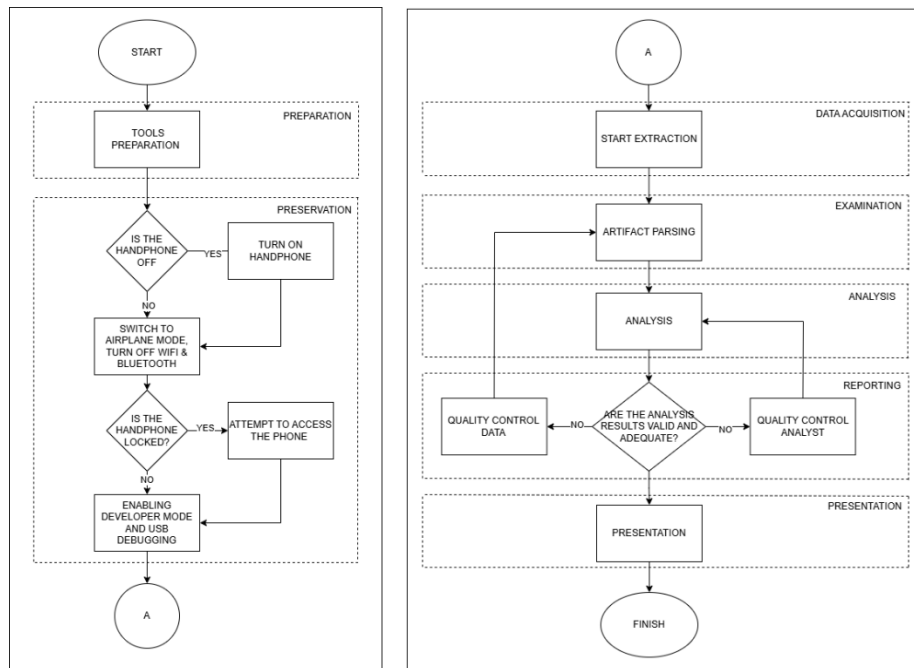 START
PREPARATION
TOOLS
PREPARATION
PRESERVATION
IS THE
HANDPHONE
OFF
YES
TURN ON
HANDPHONE
NO
SWITCH TO
AIRPLANE MODE,
TURN OFF WIFI &
BLUETOOTH
IS THE
HANDPHONE
LOCKED?
YES
ATTEMPT TO ACCESS
THE PHONE
NO
ENABLING
DEVELOPER MODE
AND USB
DEBUGGING
A
A
DATA ACQUISITION
START EXTRACTION
EXAMINATION
ARTIFACT PARSING
ANALYSIS
ANALYSIS
REPORTING
QUALITY CONTROL
DATA
NO
ARE THE ANALYSIS
RESULTS VALID AND
ADEQUATE?
NO
QUALITY CONTROL
ANALYST
PRESENTATION
PRESENTATION
FINISH